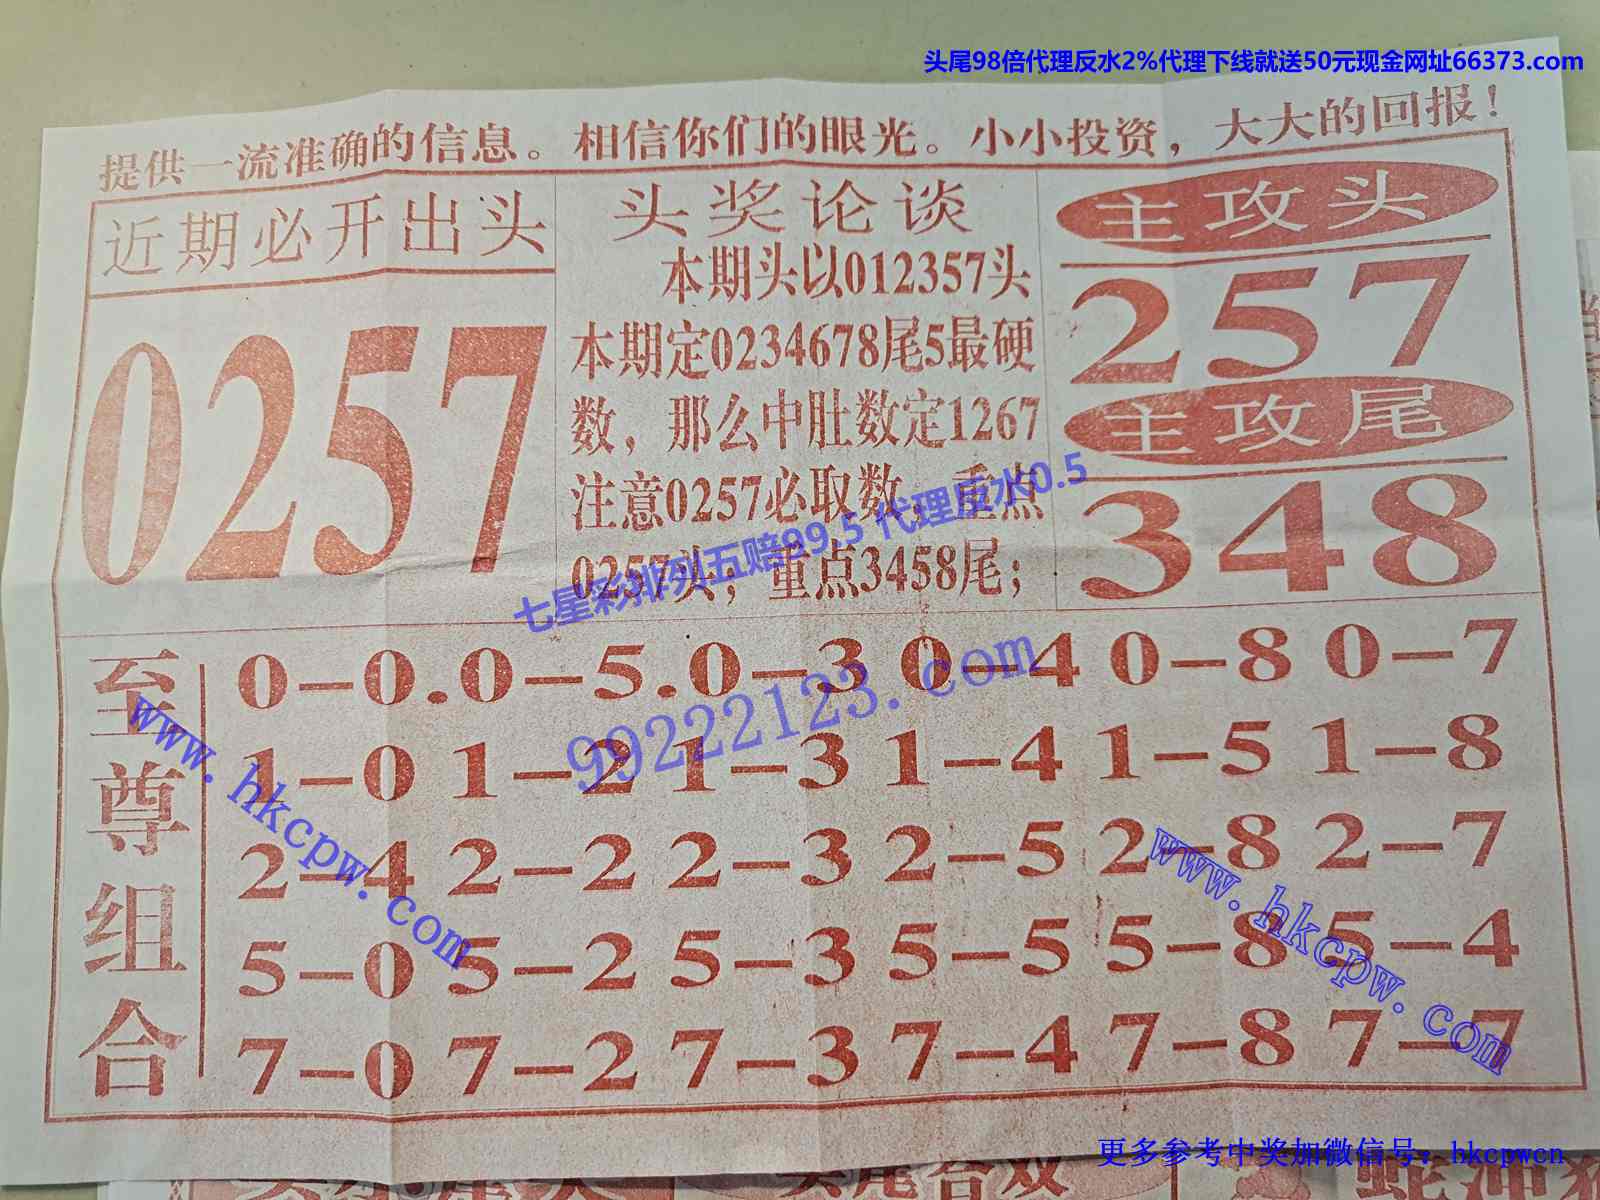 头尾98倍代理反水2%代理下线就送50元现金网址66373.com
提供一流准确的信息。相信你们的眼光。小小投资，大大的回报！
近期必开出头
0257
头奖论谈
本期头以012357头
本期定0234678尾5最硬
数，那么中肚数定1267
注意0257必取数，重点
0257头；重点3458尾；
主攻头
257
主攻尾
348
七星彩排列五赔99.5 代理反水0.5
99222123.com
至尊组合
0-0.0-5.0-3 0-4 0-8 0-7
1-0 1-2 1-3 1-4 1-5 1-8
2-4 2-2 2-3 2-5 2-8 2-7
5-0 5-2 5-3 5-5 5-8 5-4
7-0 7-2 7-3 7-4 7-8 7-7
www.hkcpw.com
www.hkcpw.com
更多参考中奖加微信号：hkcpwcn